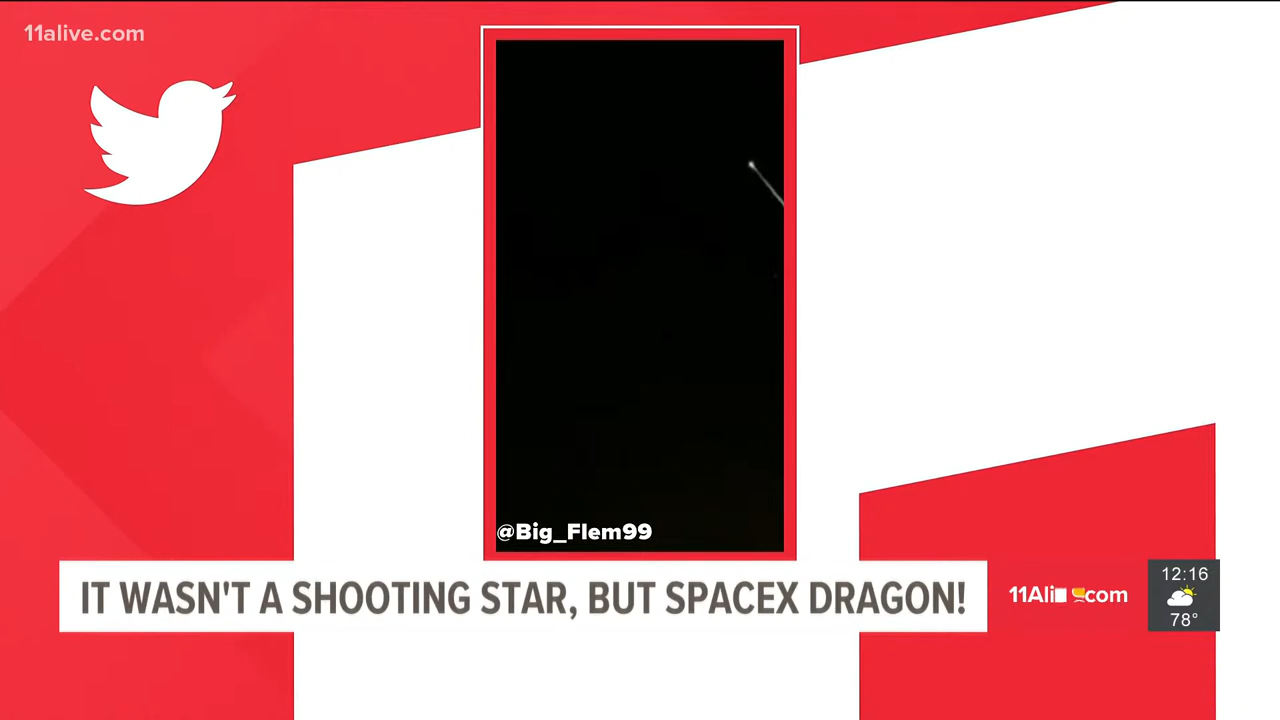 11alive.com
@Big_Flem99
IT WASN'T A SHOOTING STAR, BUT SPACEX DRAGON!
12:16
78°